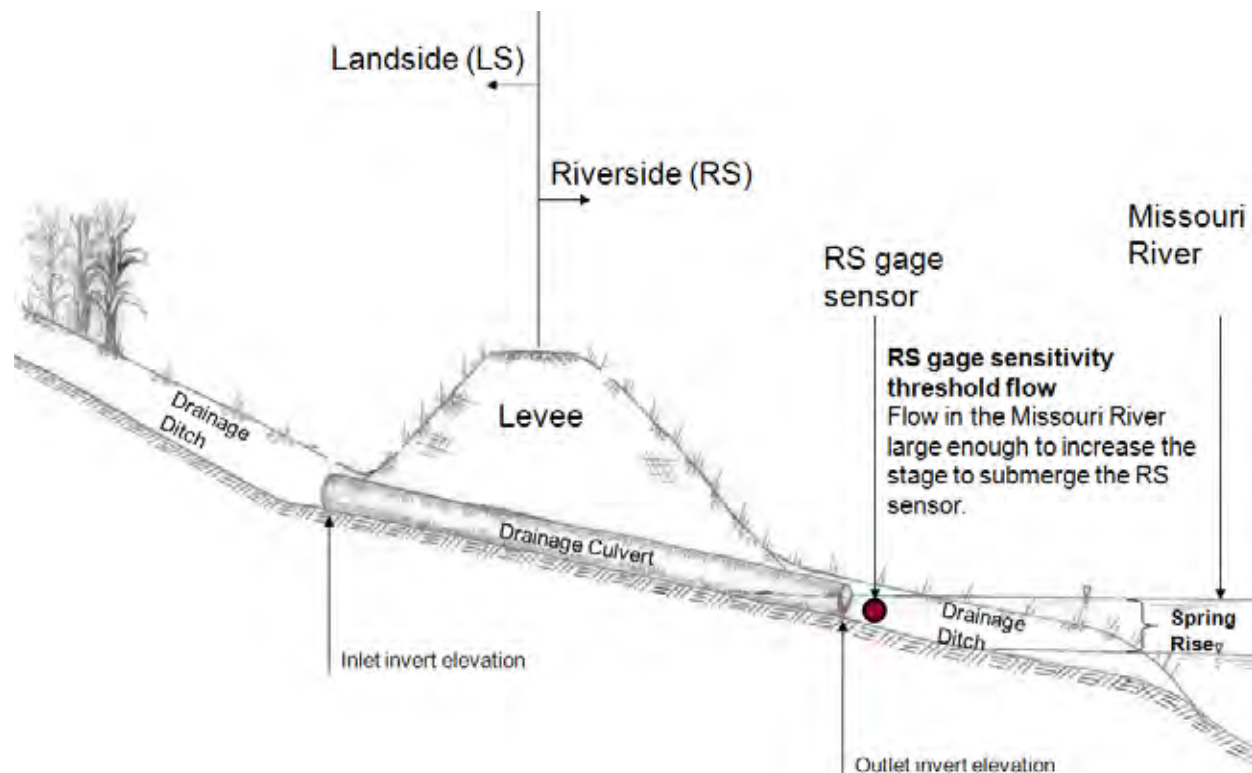 Landside (LS)
Riverside (RS)
Missouri
River
RS gage
sensor
RS gage sensitivity
threshold flow
Flow in the Missouri River
large enough to increase the
stage to submerge the RS
sensor.
Drainage
Ditch
Levee
Drainage Culvert
Drainage
Ditch
Spring
Rise
Inlet invert elevation
Outlet invert elevation